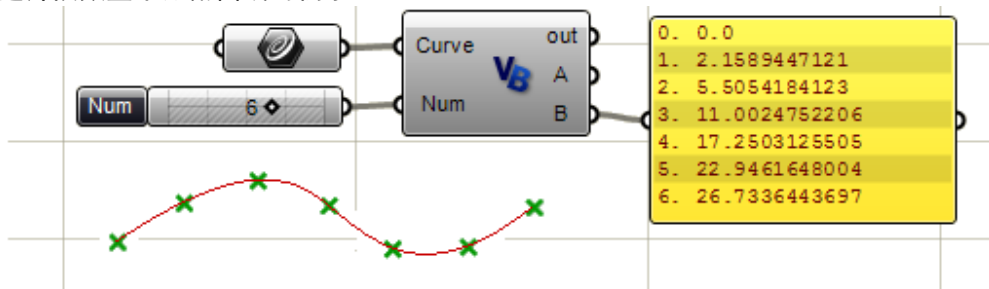 Curve
Num
VB
out
A
B
Num
6
0. 0.0
1. 2.1589447121
2. 5.5054184123
3. 11.0024752206
4. 17.2503125505
5. 22.9461648004
6. 26.7336443697